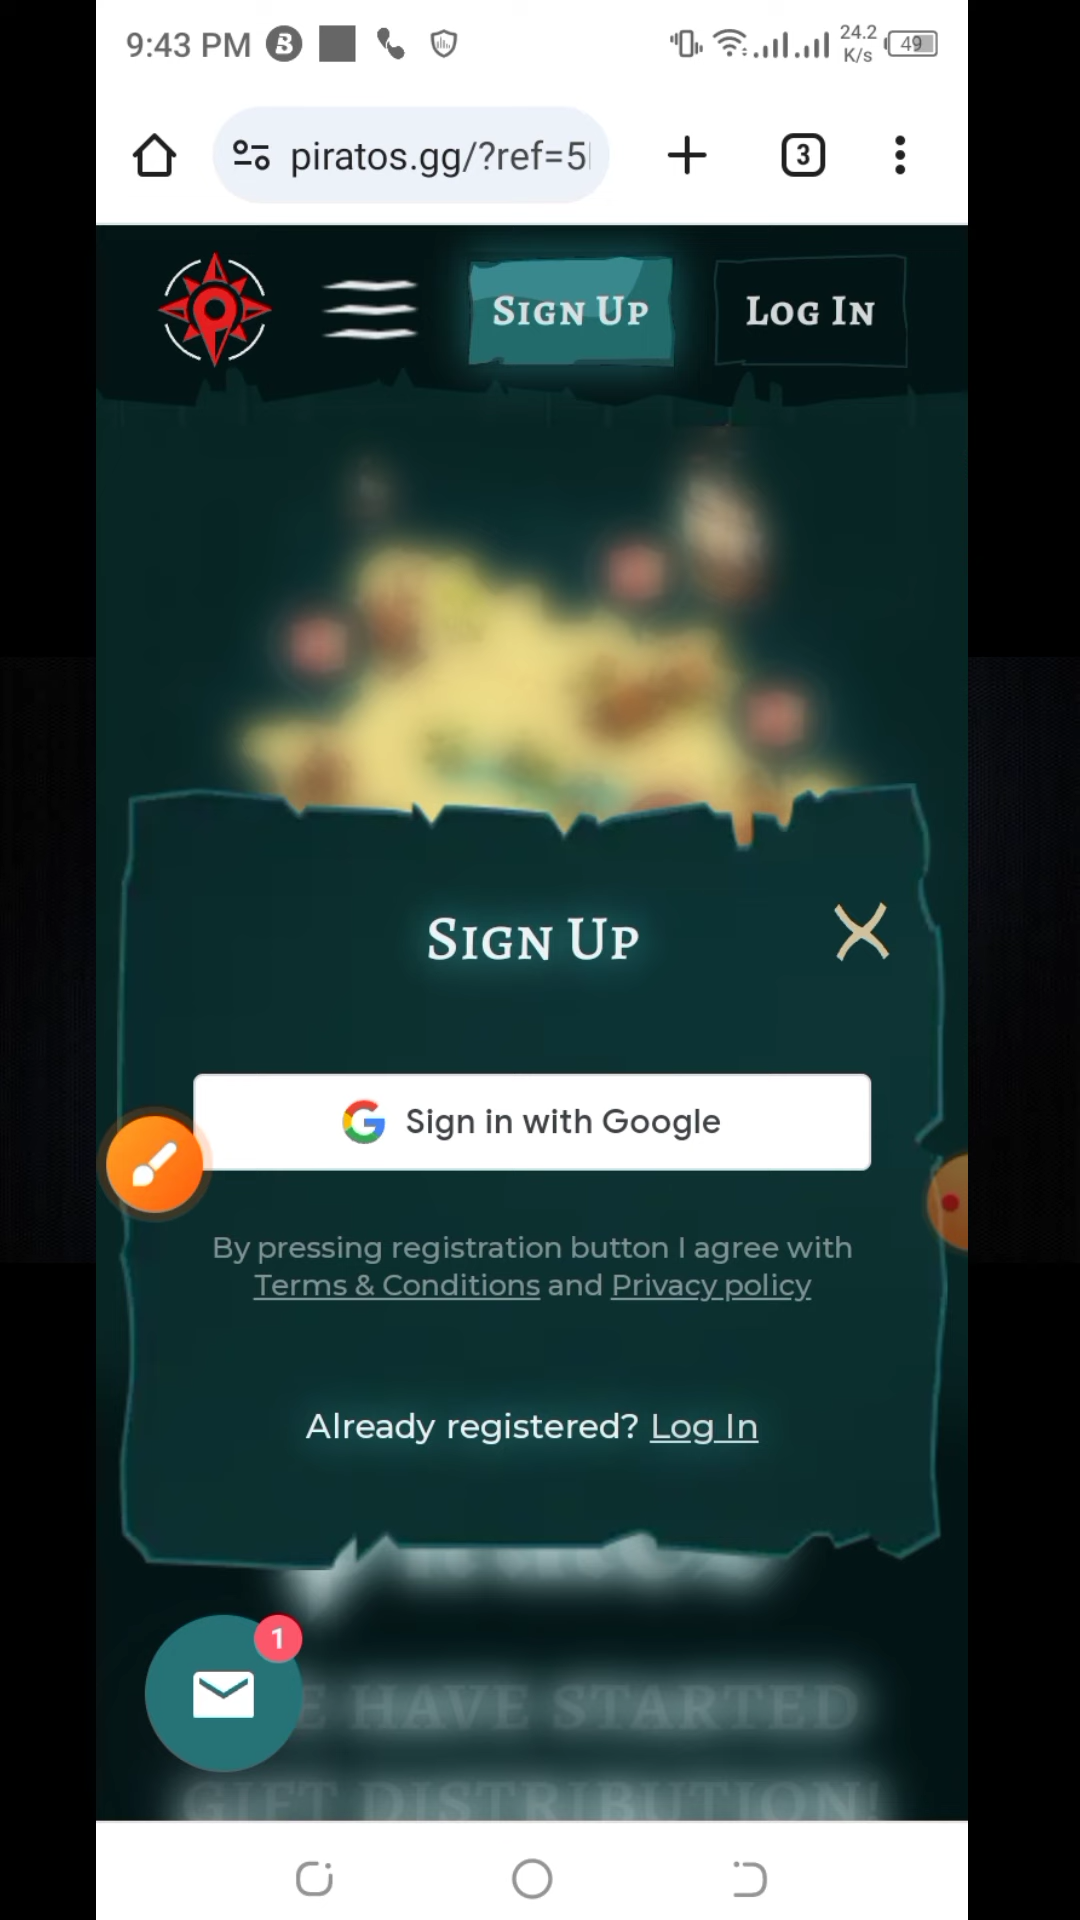 9:43 PM
24.2
K/s
49
piratos.gg/?ref=5
3
Sign Up
Log In
Sign Up
Sign in with Google
By pressing registration button I agree with
Terms & Conditions and Privacy policy
Already registered? Log In
1
E HAVE STARTED
GIFT DISTRIBUTION!